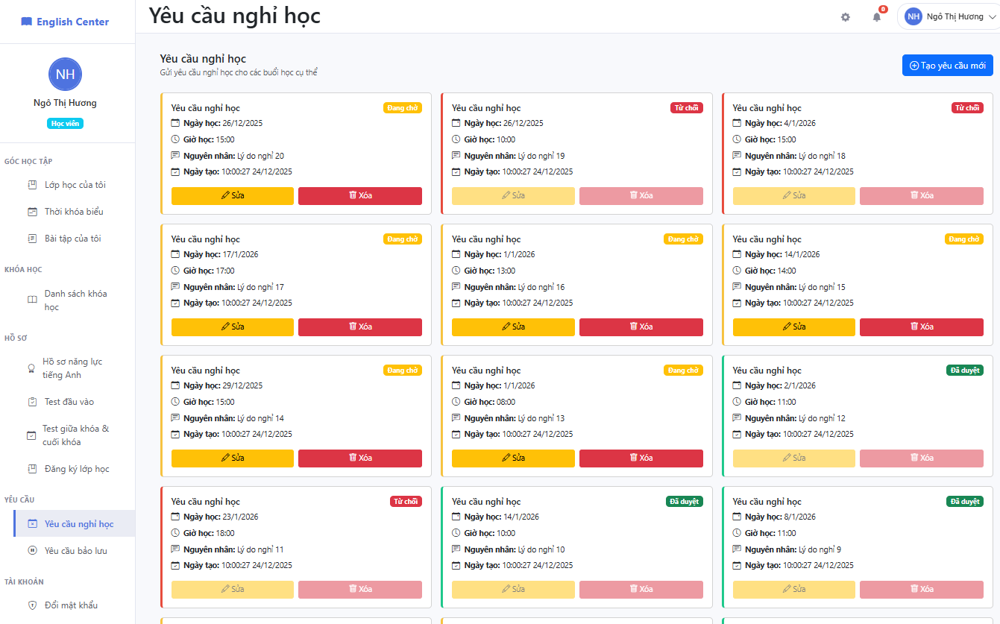 English Center
Yêu cầu nghỉ học
0
NH
Ngô Thị Hương
NH
Ngô Thị Hương
Học viên
GÓC HỌC TẬP
Lớp học của tôi
Thời khóa biểu
Bài tập của tôi
KHÓA HỌC
Danh sách khóa
học
HỒ SƠ
Hồ sơ năng lực
tiếng Anh
Test đầu vào
Test giữa khóa &
cuối khóa
Đăng ký lớp học
YÊU CẦU
Yêu cầu nghỉ học
Yêu cầu bảo lưu
TÀI KHOẢN
Đổi mật khẩu
Yêu cầu nghỉ học
Gửi yêu cầu nghỉ học cho các buổi học cụ thể
Tạo yêu cầu mới
Yêu cầu nghỉ học
Đang chờ
Ngày học: 26/12/2025
Giờ học: 15:00
Nguyên nhân: Lý do nghỉ 20
Ngày tạo: 10:00:27 24/12/2025
Sửa
Xóa
Yêu cầu nghỉ học
Từ chối
Ngày học: 26/12/2025
Giờ học: 10:00
Nguyên nhân: Lý do nghỉ 19
Ngày tạo: 10:00:27 24/12/2025
Sửa
Xóa
Yêu cầu nghỉ học
Từ chối
Ngày học: 4/1/2026
Giờ học: 15:00
Nguyên nhân: Lý do nghỉ 18
Ngày tạo: 10:00:27 24/12/2025
Sửa
Xóa
Yêu cầu nghỉ học
Đang chờ
Ngày học: 17/1/2026
Giờ học: 17:00
Nguyên nhân: Lý do nghỉ 17
Ngày tạo: 10:00:27 24/12/2025
Sửa
Xóa
Yêu cầu nghỉ học
Đang chờ
Ngày học: 1/1/2026
Giờ học: 13:00
Nguyên nhân: Lý do nghỉ 16
Ngày tạo: 10:00:27 24/12/2025
Sửa
Xóa
Yêu cầu nghỉ học
Đang chờ
Ngày học: 14/1/2026
Giờ học: 14:00
Nguyên nhân: Lý do nghỉ 15
Ngày tạo: 10:00:27 24/12/2025
Sửa
Xóa
Yêu cầu nghỉ học
Đang chờ
Ngày học: 29/12/2025
Giờ học: 15:00
Nguyên nhân: Lý do nghỉ 14
Ngày tạo: 10:00:27 24/12/2025
Sửa
Xóa
Yêu cầu nghỉ học
Đang chờ
Ngày học: 1/1/2026
Giờ học: 08:00
Nguyên nhân: Lý do nghỉ 13
Ngày tạo: 10:00:27 24/12/2025
Sửa
Xóa
Yêu cầu nghỉ học
Đã duyệt
Ngày học: 2/1/2026
Giờ học: 11:00
Nguyên nhân: Lý do nghỉ 12
Ngày tạo: 10:00:27 24/12/2025
Sửa
Xóa
Yêu cầu nghỉ học
Từ chối
Ngày học: 23/1/2026
Giờ học: 18:00
Nguyên nhân: Lý do nghỉ 11
Ngày tạo: 10:00:27 24/12/2025
Sửa
Xóa
Yêu cầu nghỉ học
Đã duyệt
Ngày học: 14/1/2026
Giờ học: 10:00
Nguyên nhân: Lý do nghỉ 10
Ngày tạo: 10:00:27 24/12/2025
Sửa
Xóa
Yêu cầu nghỉ học
Đã duyệt
Ngày học: 8/1/2026
Giờ học: 11:00
Nguyên nhân: Lý do nghỉ 9
Ngày tạo: 10:00:27 24/12/2025
Sửa
Xóa